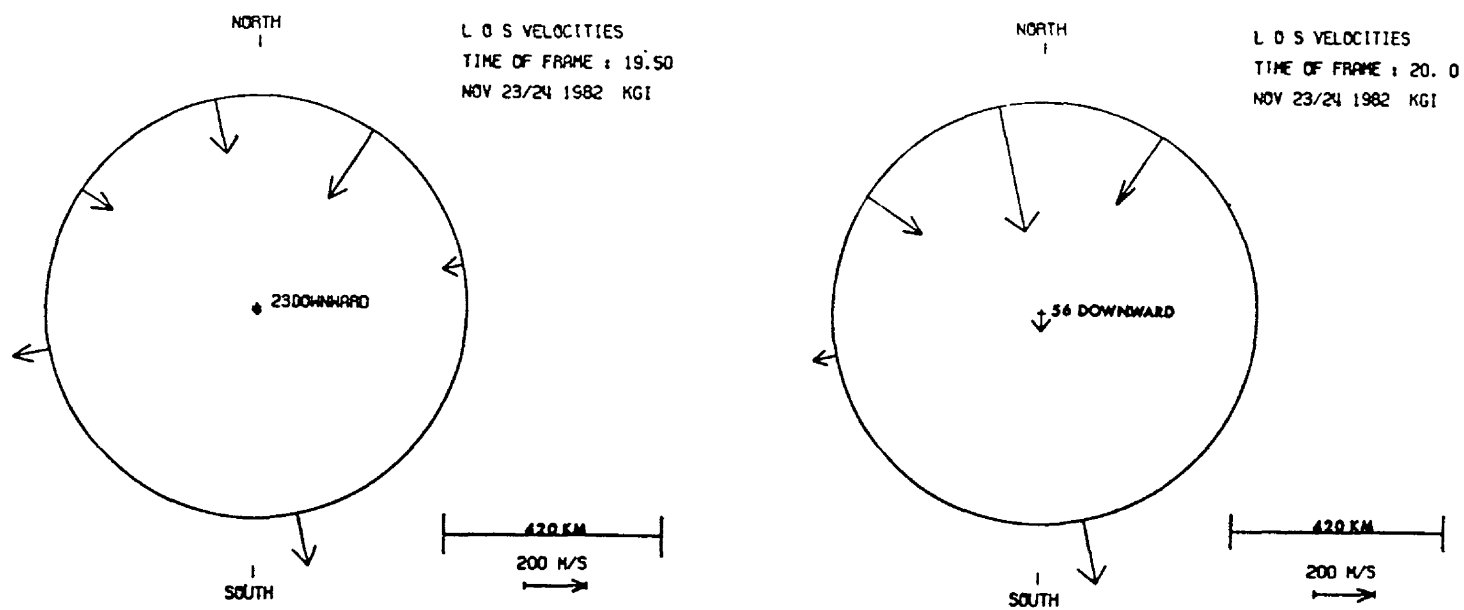 NORTH
L O S VELOCITIES
TIME OF FRAME : 19.50
NOV 23/24 1982 KGI
23DOWNWARD
420 KM
200 M/S
SOUTH
NORTH
L O S VELOCITIES
TIME OF FRAME : 20. 0
NOV 23/24 1982 KGI
56 DOWNWARD
420 KM
200 M/S
SOUTH